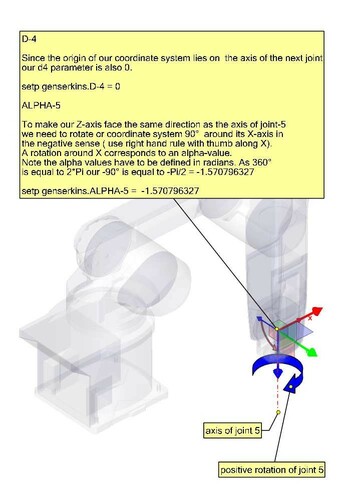 D-4
Since the origin of our coordinate system lies on the axis of the next joint
our d4 parameter is also 0.
setp genserkins.D-4 = 0
ALPHA-5
To make our Z-axis face the same direction as the axis of joint-5
we need to rotate or coordinate system 90° around its X-axis in
the negative sense ( use right hand rule with thumb along X).
A rotation around X corresponds to an alpha-value.
Note the alpha values have to be defined in radians. As 360°
is equal to 2*Pi our -90° is equal to -Pi/2 = -1.570796327
setp genserkins.ALPHA-5 = -1.570796327
x
axis of joint 5
positive rotation of joint 5